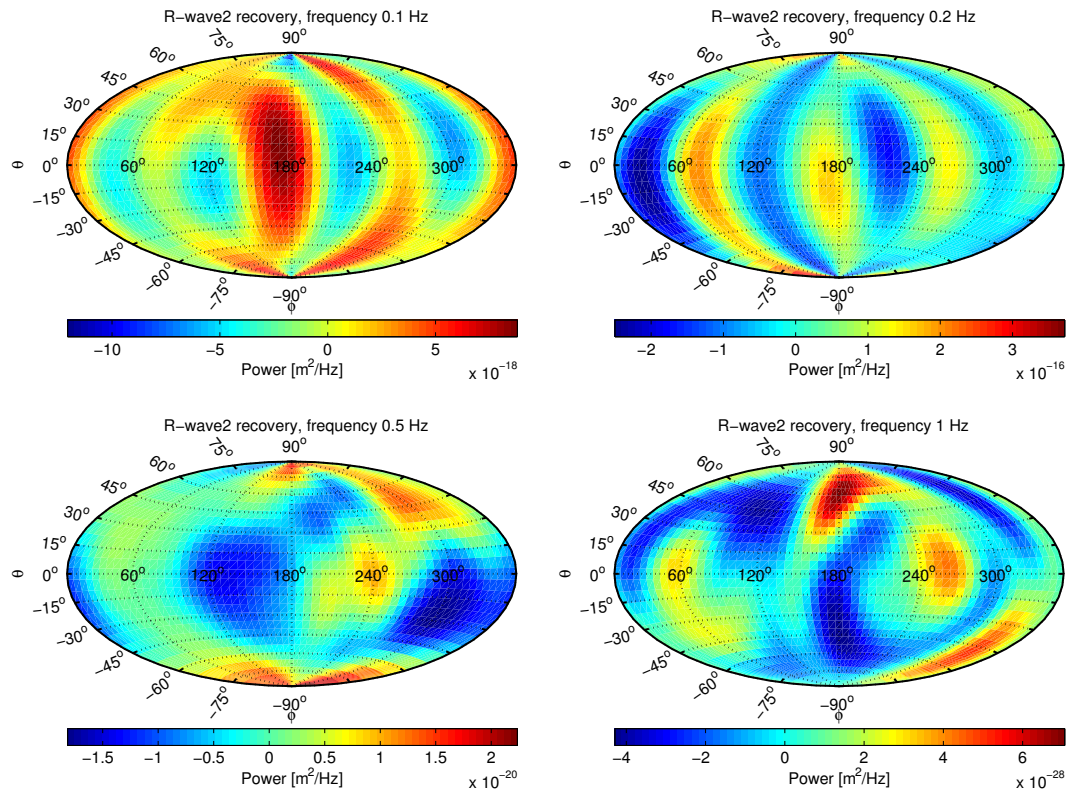 R−wave2 recovery, frequency 0.1 Hz
90°
75°
60°
45°
30°
15°
θ 0° 60° 120° 180° 240° 300°
−15°
−30°
−45°
−60°
−75°
−90°
φ
−10 −5 0 5
Power [m²/Hz] x 10⁻¹⁸
R−wave2 recovery, frequency 0.2 Hz
90°
75°
60°
45°
30°
15°
θ 0° 60° 120° 180° 240° 300°
−15°
−30°
−45°
−60°
−75°
−90°
φ
−2 −1 0 1 2 3
Power [m²/Hz] x 10⁻¹⁶
R−wave2 recovery, frequency 0.5 Hz
90°
75°
60°
45°
30°
15°
θ 0° 60° 120° 180° 240° 300°
−15°
−30°
−45°
−60°
−75°
−90°
φ
−1.5 −1 −0.5 0 0.5 1 1.5 2
Power [m²/Hz] x 10⁻²⁰
R−wave2 recovery, frequency 1 Hz
90°
75°
60°
45°
30°
15°
θ 0° 60° 120° 180° 240° 300°
−15°
−30°
−45°
−60°
−75°
−90°
φ
−4 −2 0 2 4 6
Power [m²/Hz] x 10⁻²⁸